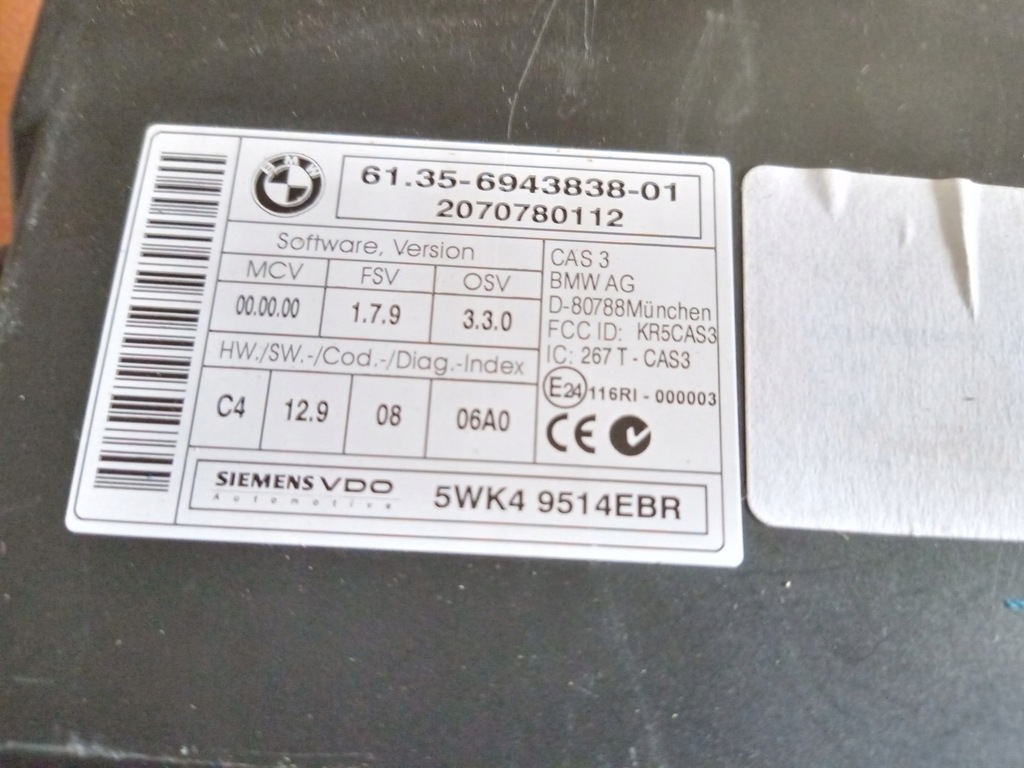 BMW
61.35-6943838-01
2070780112
Software, Version
MCV FSV OSV
00.00.00 1.7.9 3.3.0
HW./SW.-/Cod.-/Diag.-Index
C4 12.9 08 06A0
CAS 3
BMW AG
D-80788München
FCC ID: KR5CAS3
IC: 267 T - CAS3
E24 116RI - 000003
CE
SIEMENS VDO
Automotive
5WK4 9514EBR